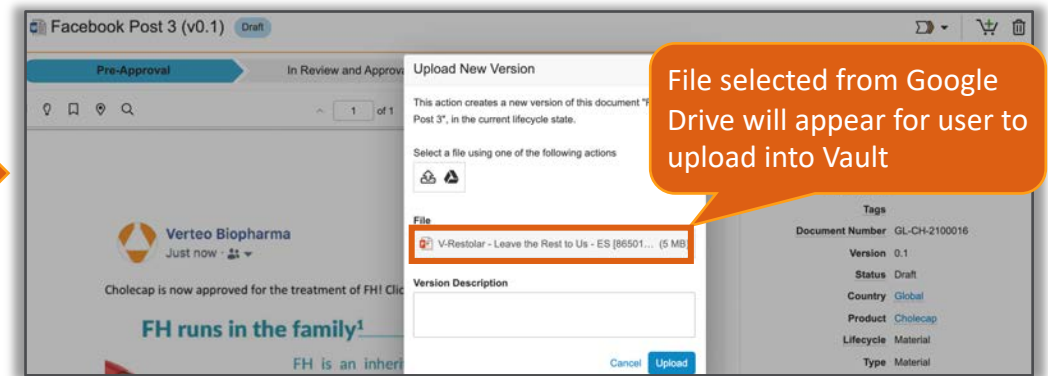 Facebook Post 3 (v0.1) Draft
Pre-Approval
In Review and Approva
1 of 1
Upload New Version
This action creates a new version of this document "F
Post 3", in the current lifecycle state.
Select a file using one of the following actions
File
V-Restolar - Leave the Rest to Us - ES [86501... (5 MB)
Version Description
Cancel Upload
File selected from Google
Drive will appear for user to
upload into Vault
Verteo Biopharma
Just now
Cholecap is now approved for the treatment of FH! Clic
FH runs in the family¹
FH is an inheri
Tags
Document Number GL-CH-2100016
Version 0.1
Status Draft
Country Global
Product Cholecap
Lifecycle Material
Type Material